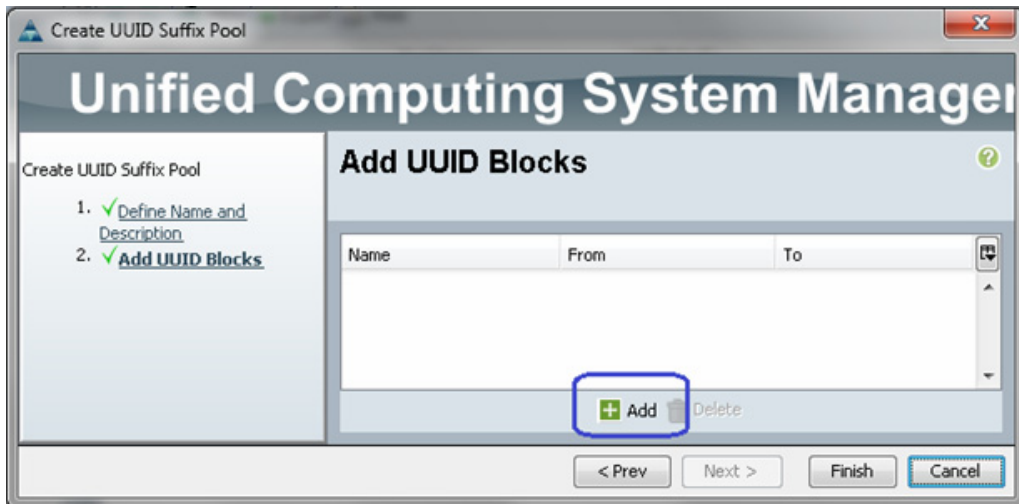 Create UUID Suffix Pool
Unified Computing System Manager
Create UUID Suffix Pool
1. Define Name and
Description
2. Add UUID Blocks
Add UUID Blocks
Name From To
Add Delete
< Prev Next > Finish Cancel